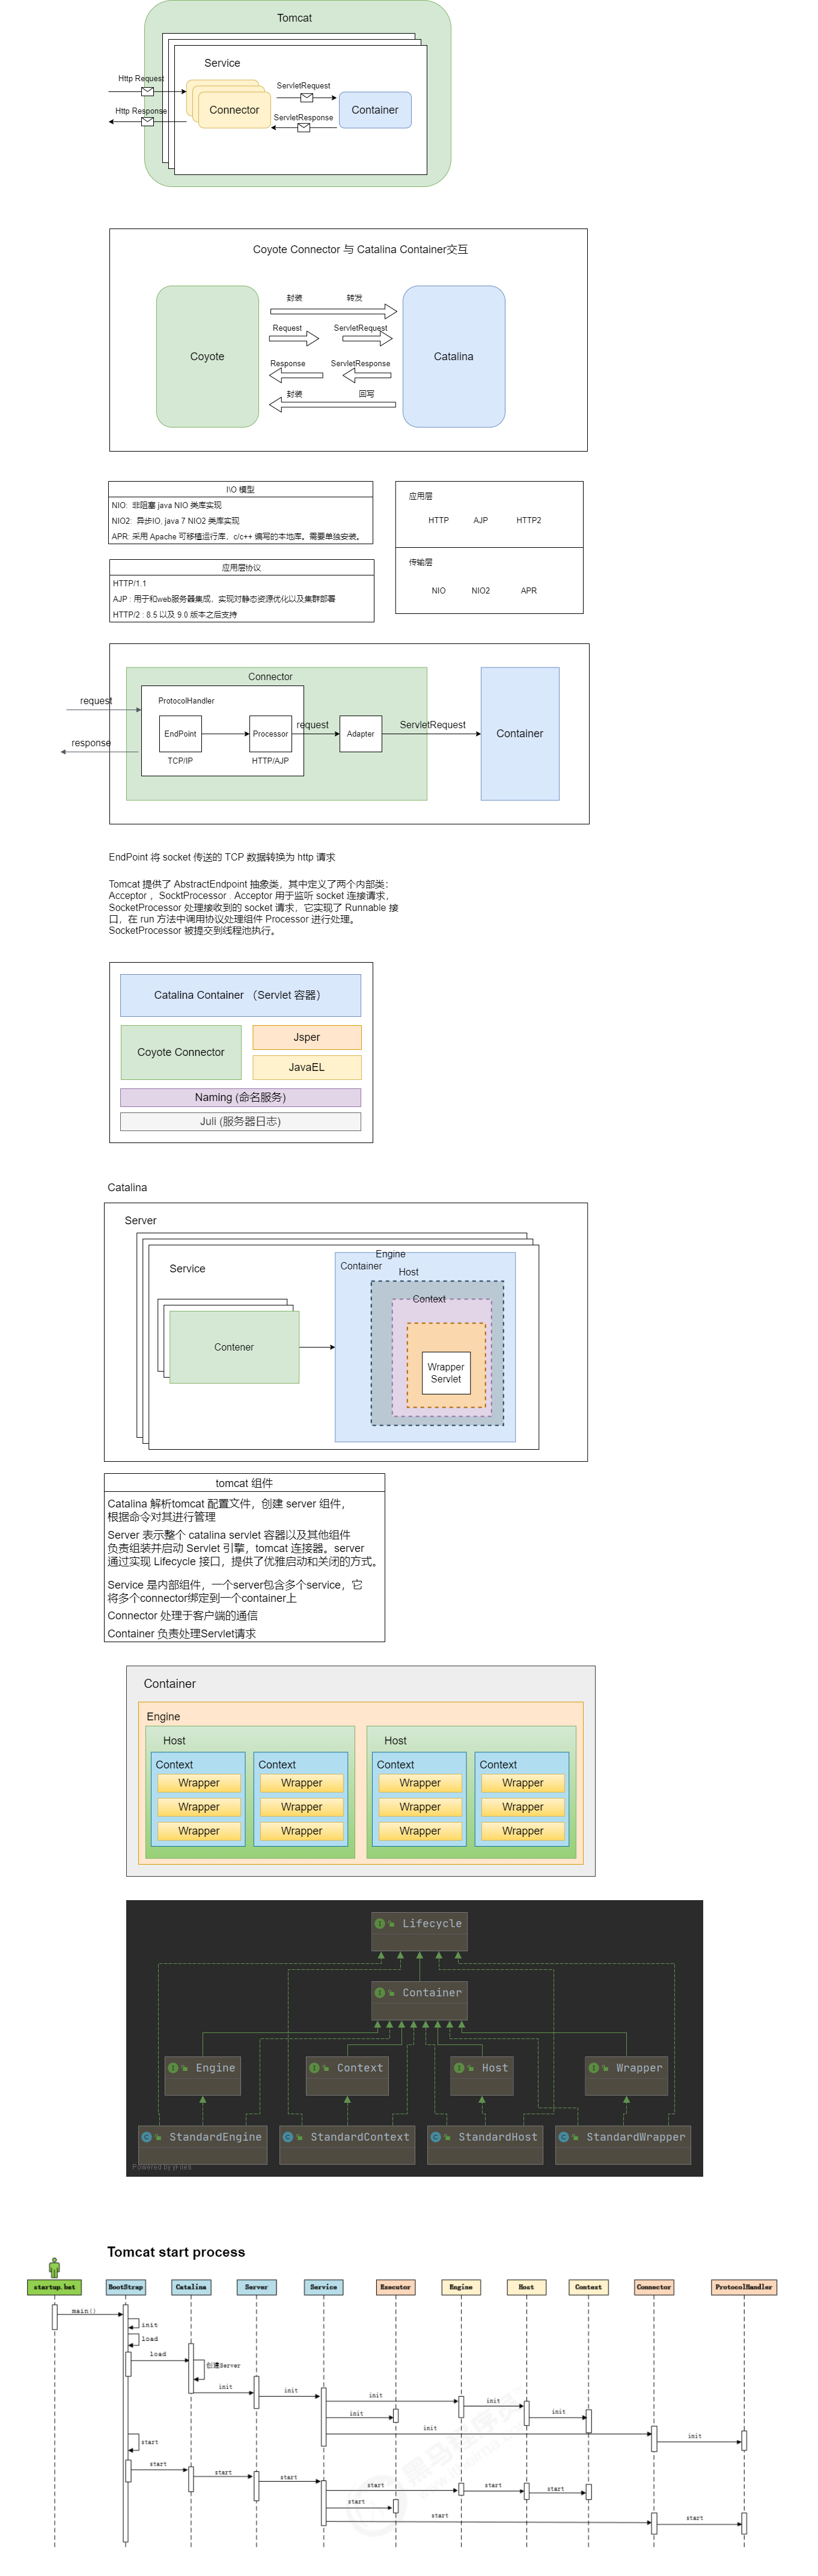 Tomcat
Service
Http Request
ServletRequest
Connector
Container
Http Response
ServletResponse
Coyote Connector 与 Catalina Container交互
封装
转发
Request
ServletRequest
Coyote
Catalina
Response
ServletResponse
封装
回写
I\O 模型
NIO: 非阻塞 java NIO 类库实现
NIO2: 异步IO, java 7 NIO2 类库实现
APR: 采用 Apache 可移植运行库，c/c++ 编写的本地库。需要单独安装。
应用层
HTTP
AJP
HTTP2
传输层
NIO
NIO2
APR
应用层协议
HTTP/1.1
AJP : 用于和web服务器集成，实现对静态资源优化以及集群部署
HTTP/2 : 8.5 以及 9.0 版本之后支持
Connector
request
ProtocolHandler
EndPoint
Processor
request
Adapter
ServletRequest
Container
response
TCP/IP
HTTP/AJP
EndPoint 将 socket 传送的 TCP 数据转换为 http 请求
Tomcat 提供了 AbstractEndpoint 抽象类，其中定义了两个内部类：
Acceptor ，SocktProcessor . Acceptor 用于监听 socket 连接请求，
SocketProcessor 处理接收到的 socket 请求，它实现了 Runnable 接
口，在 run 方法中调用协议处理组件 Processor 进行处理。
SocketProcessor 被提交到线程池执行。
Catalina Container （Servlet 容器）
Coyote Connector
Jsper
JavaEL
Naming (命名服务)
Juli (服务器日志)
Catalina
Server
Service
Engine
Container
Host
Context
Contener
Wrapper
Servlet
tomcat 组件
Catalina 解析tomcat 配置文件，创建 server 组件，
根据命令对其进行管理
Server 表示整个 catalina servlet 容器以及其他组件
负责组装并启动 Servlet 引擎，tomcat 连接器。server
通过实现 Lifecycle 接口，提供了优雅启动和关闭的方式。
Service 是内部组件，一个server包含多个service，它
将多个connector绑定到一个container上
Connector 处理于客户端的通信
Container 负责处理Servlet请求
Container
Engine
Host
Host
Context
Context
Context
Context
Wrapper
Wrapper
Wrapper
Wrapper
Wrapper
Wrapper
Wrapper
Wrapper
Wrapper
Wrapper
Wrapper
Wrapper
Lifecycle
Container
Engine
Context
Host
Wrapper
StandardEngine
StandardContext
StandardHost
StandardWrapper
Powered by yFiles
Tomcat start process
startup.bat
BootStrap
Catalina
Server
Service
Executor
Engine
Host
Context
Connector
ProtocolHandler
main()
init
load
load
创建Server
init
init
init
init
init
init
init
init
start
start
start
start
start
start
start
start
start
start
黑马程序员